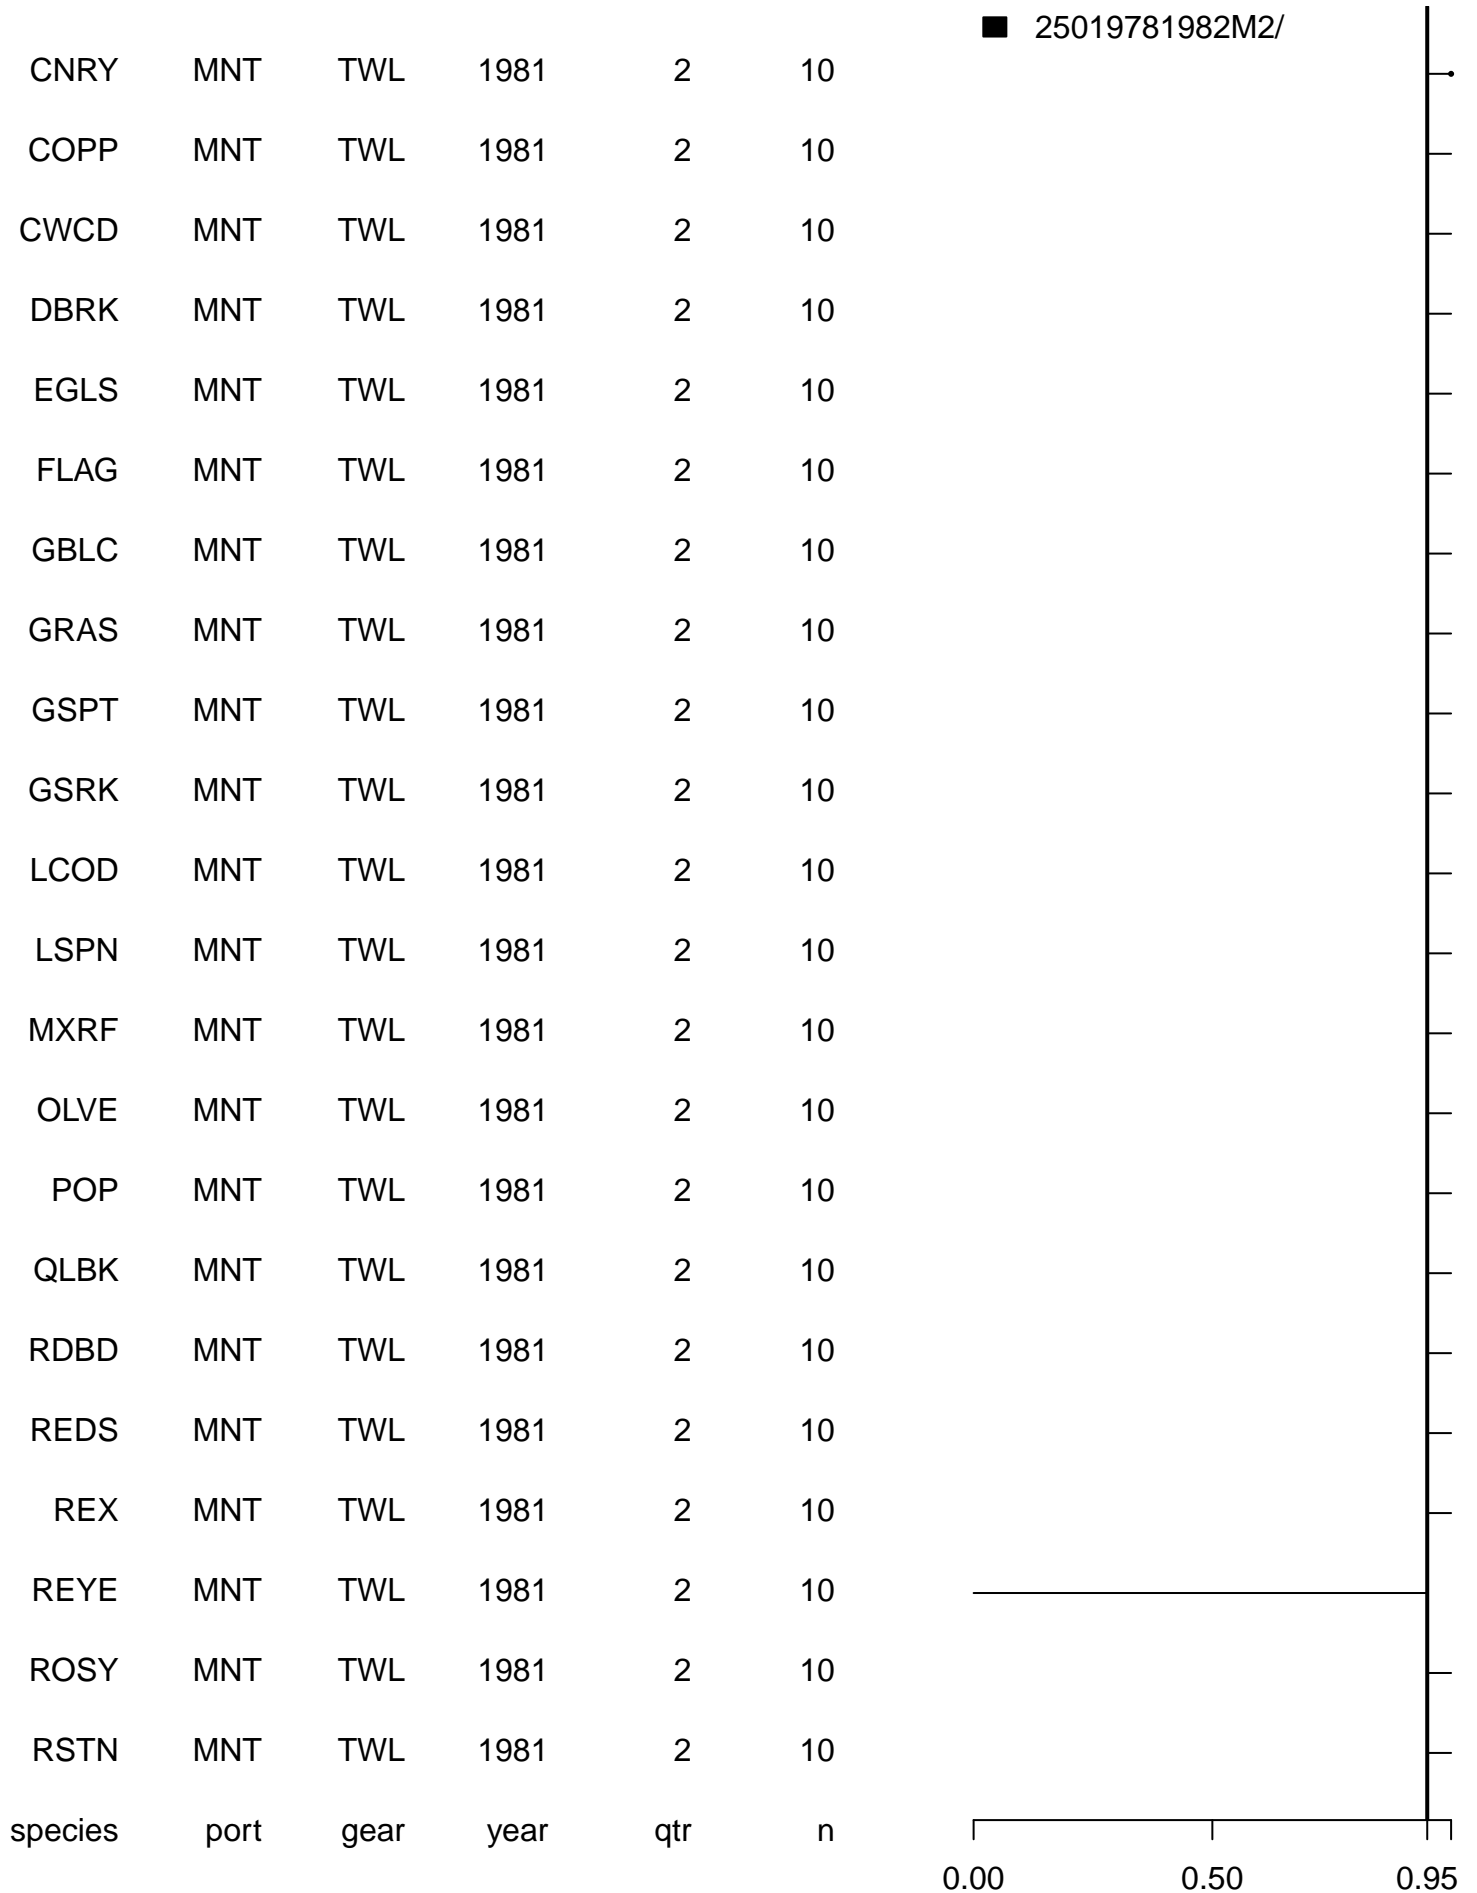 25019781982M2/
CNRY MNT TWL 1981 2 10
COPP MNT TWL 1981 2 10
CWCD MNT TWL 1981 2 10
DBRK MNT TWL 1981 2 10
EGLS MNT TWL 1981 2 10
FLAG MNT TWL 1981 2 10
GBLC MNT TWL 1981 2 10
GRAS MNT TWL 1981 2 10
GSPT MNT TWL 1981 2 10
GSRK MNT TWL 1981 2 10
LCOD MNT TWL 1981 2 10
LSPN MNT TWL 1981 2 10
MXRF MNT TWL 1981 2 10
OLVE MNT TWL 1981 2 10
POP MNT TWL 1981 2 10
QLBK MNT TWL 1981 2 10
RDBD MNT TWL 1981 2 10
REDS MNT TWL 1981 2 10
REX MNT TWL 1981 2 10
REYE MNT TWL 1981 2 10
ROSY MNT TWL 1981 2 10
RSTN MNT TWL 1981 2 10
species port gear year qtr n
0.00 0.50 0.95